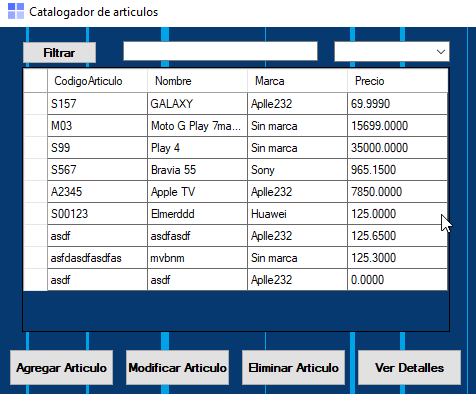 Catalogador de articulos
Filtrar
CodigoArticulo Nombre Marca Precio
S157 GALAXY Aplle232 69.9990
M03 Moto G Play 7ma... Sin marca 15699.0000
S99 Play 4 Sin marca 35000.0000
S567 Bravia 55 Sony 965.1500
A2345 Apple TV Aplle232 7850.0000
S00123 Elmerddd Huawei 125.0000
asdf asdfasdf Aplle232 125.6500
asfdasdfasdfas mvbnm Sin marca 125.3000
asdf asdf Aplle232 0.0000
Agregar Articulo Modificar Articulo Eliminar Articulo Ver Detalles